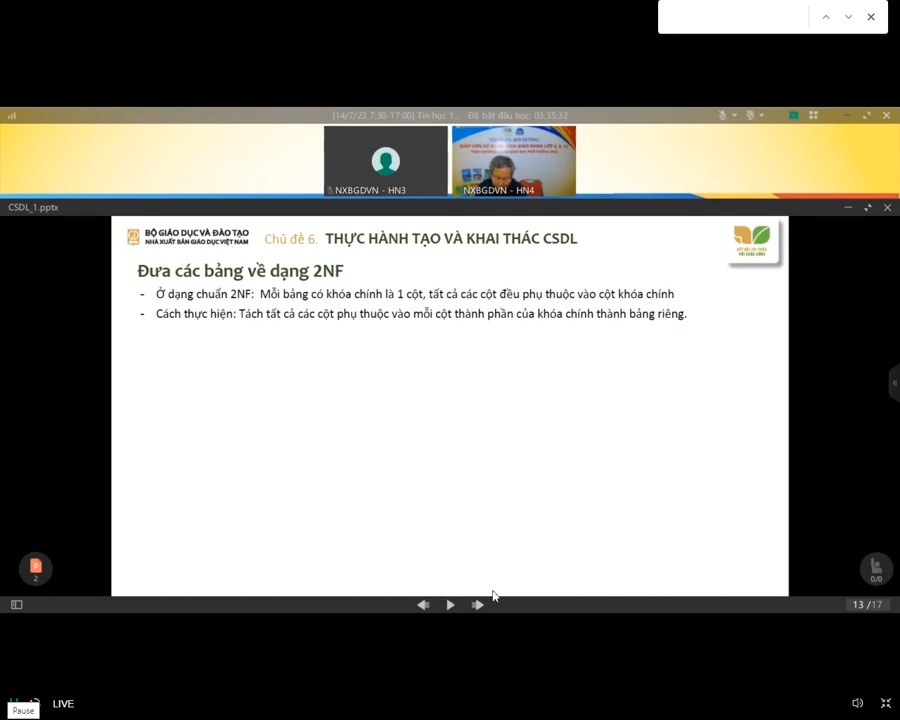 [14/7/23 7:30-17:00] Tin học 1... Đã bắt đầu học: 03:35:32
NXBGDVN - HN3
NXBGDVN - HN4
CSDL_1.pptx
BỘ GIÁO DỤC VÀ ĐÀO TẠO
NHÀ XUẤT BẢN GIÁO DỤC VIỆT NAM
Chủ đề 6. THỰC HÀNH TẠO VÀ KHAI THÁC CSDL
Đưa các bảng về dạng 2NF
- Ở dạng chuẩn 2NF: Mỗi bảng có khóa chính là 1 cột, tất cả các cột đều phụ thuộc vào cột khóa chính
- Cách thực hiện: Tách tất cả các cột phụ thuộc vào mỗi cột thành phần của khóa chính thành bảng riêng.
2
0/0
13 /17
LIVE
Pause